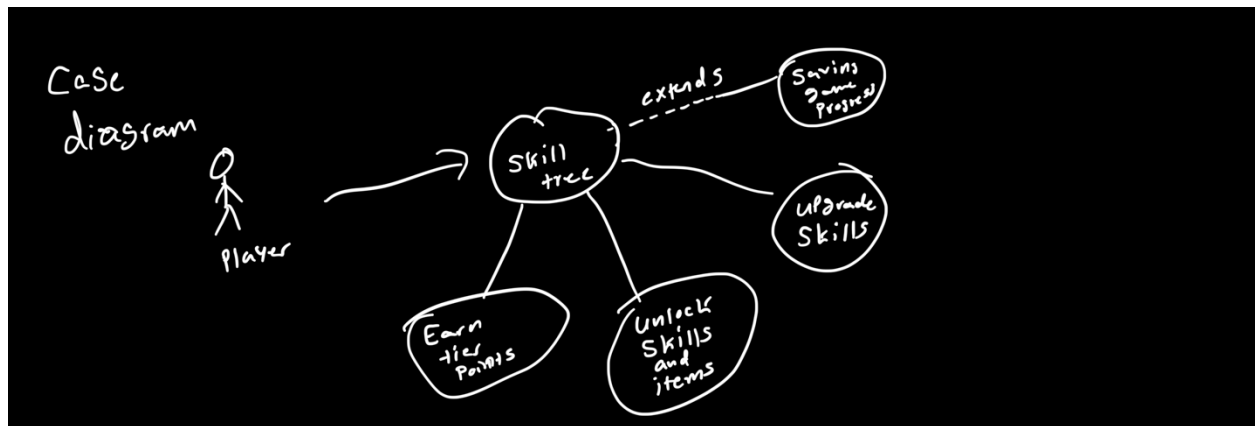 Case
diagram
Player
Skill
tree
extends
Saving
game
Progress
uPgrade
Skills
Earn
tier
Points
Unlock
Skills
and
items